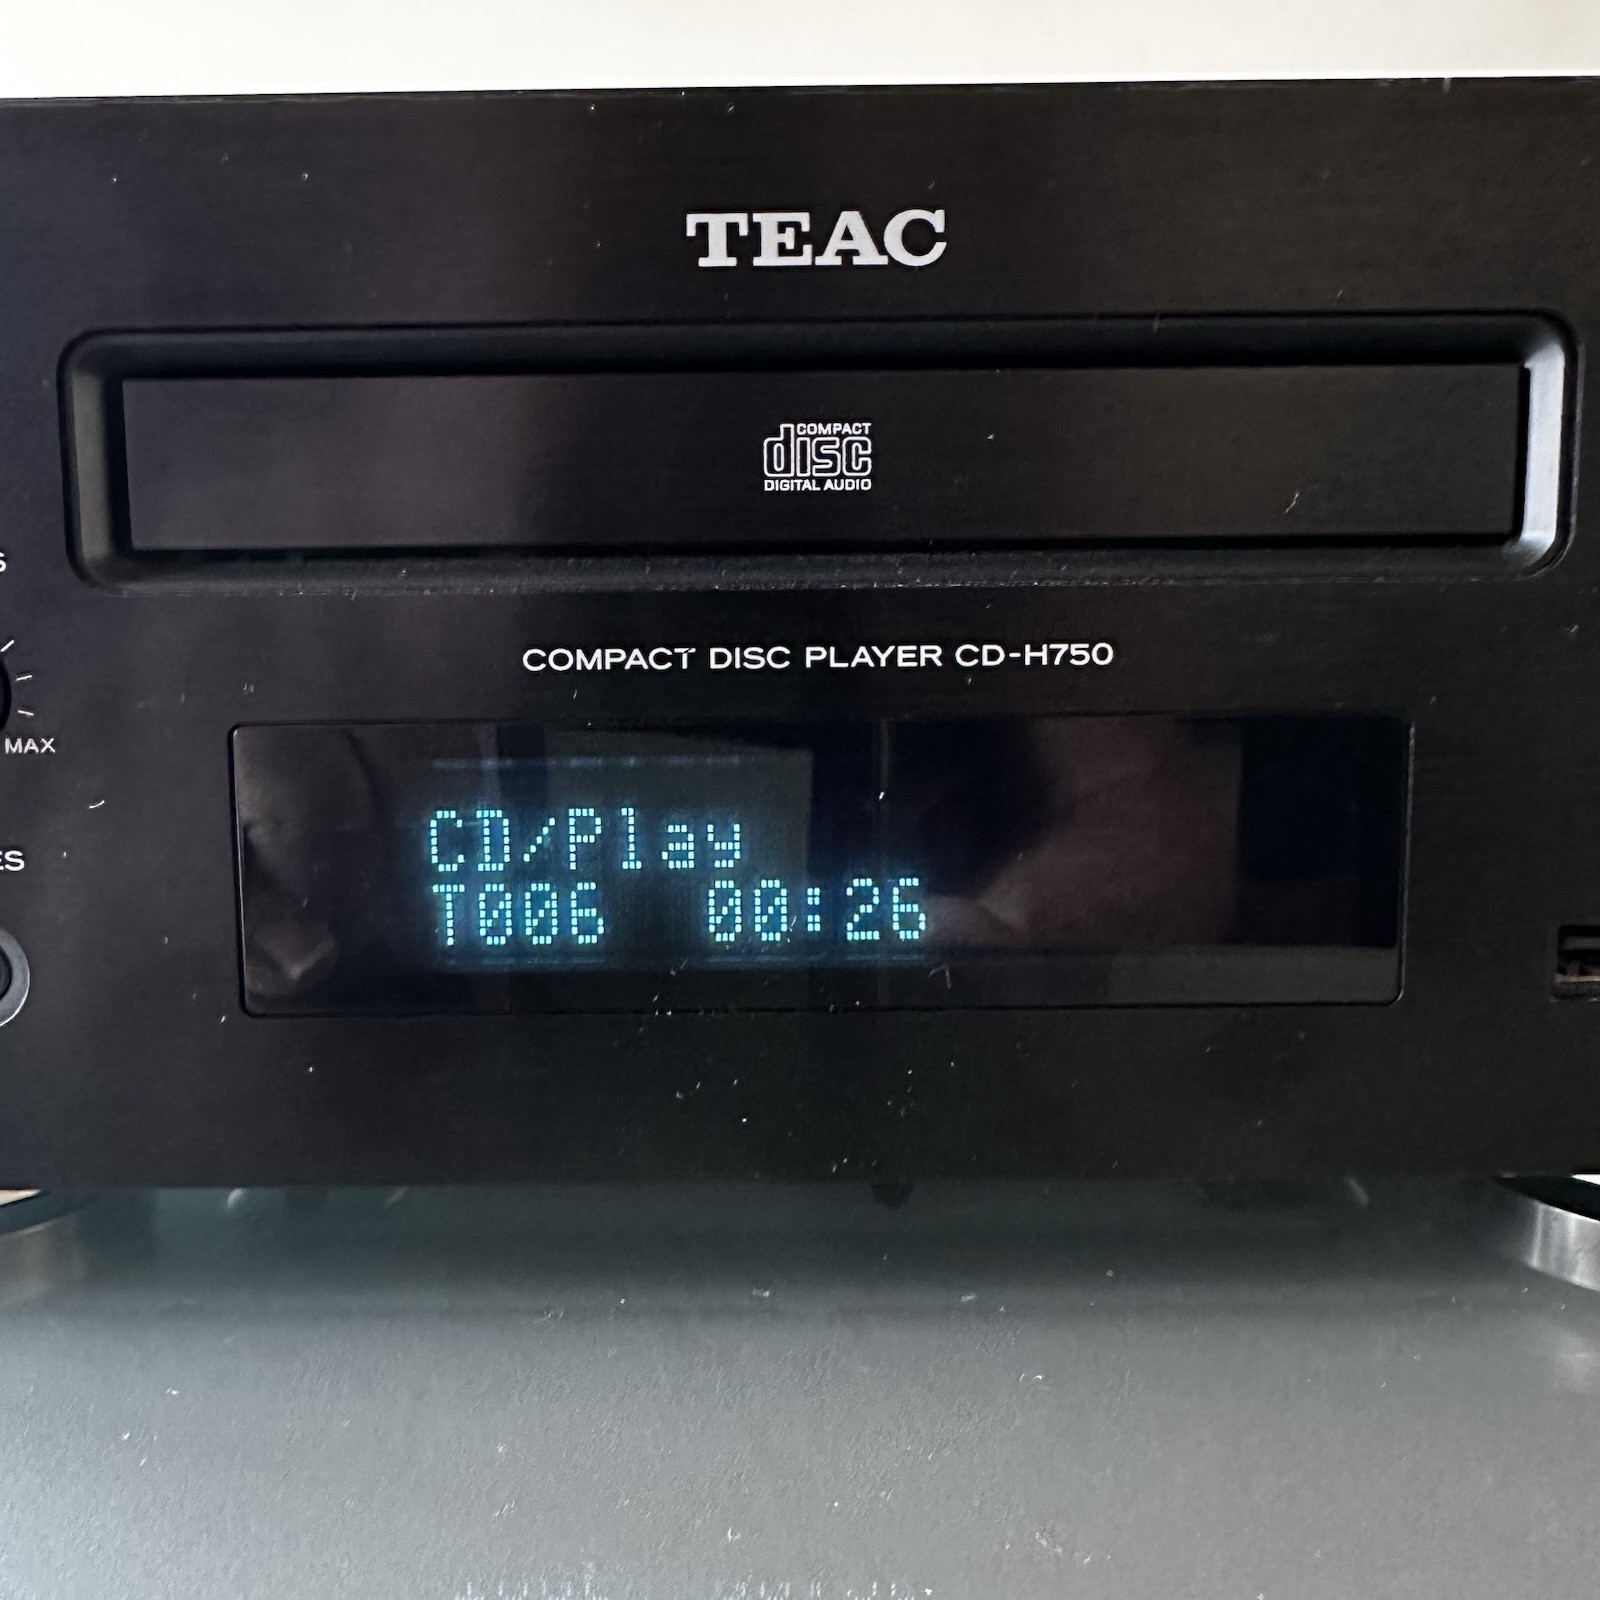 TEAC
COMPACT
disc
DIGITAL AUDIO
COMPACT DISC PLAYER CD-H750
MAX
CD/Play
T006 00:26